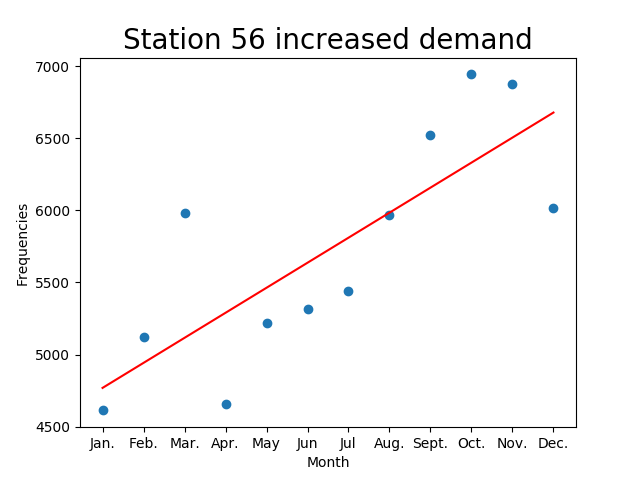 Station 56 increased demand
7000
6500
6000
5500
5000
4500
Frequencies
Jan. Feb. Mar. Apr. May Jun Jul Aug. Sept. Oct. Nov. Dec.
Month